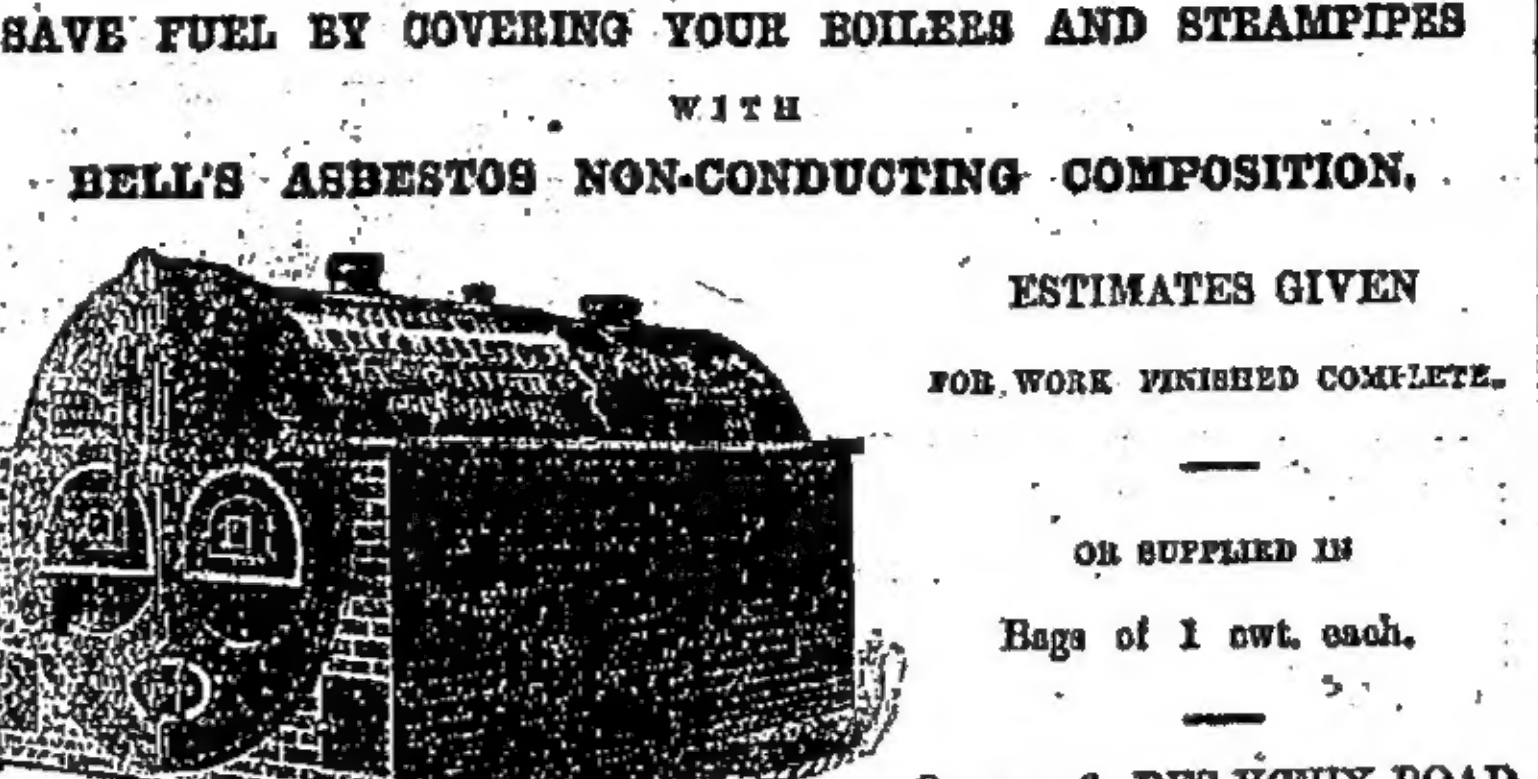 SAVE FUEL BY COVERING YOUR BOILERS AND STEAMPIPES
WITH
BELL'S ASBESTOS NON-CONDUCTING COMPOSITION.
ESTIMATES GIVEN
FOR WORK FINISHED COMPLETE.
OR SUPPLIED IN
Bags of 1 cwt. each.
ROAD